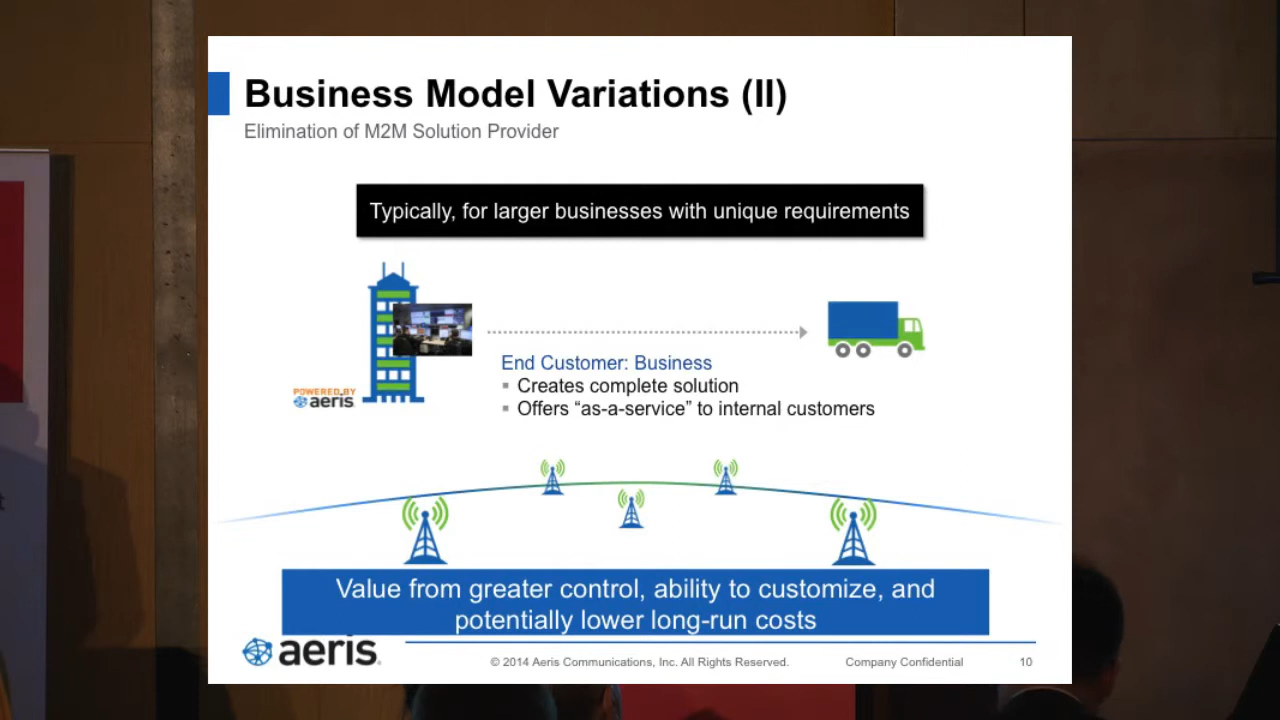 Business Model Variations (II)
Elimination of M2M Solution Provider
Typically, for larger businesses with unique requirements
POWERED BY
aeris
End Customer: Business
▪ Creates complete solution
▪ Offers “as-a-service” to internal customers
Value from greater control, ability to customize, and
potentially lower long-run costs
aeris.
© 2014 Aeris Communications, Inc. All Rights Reserved.
Company Confidential
10